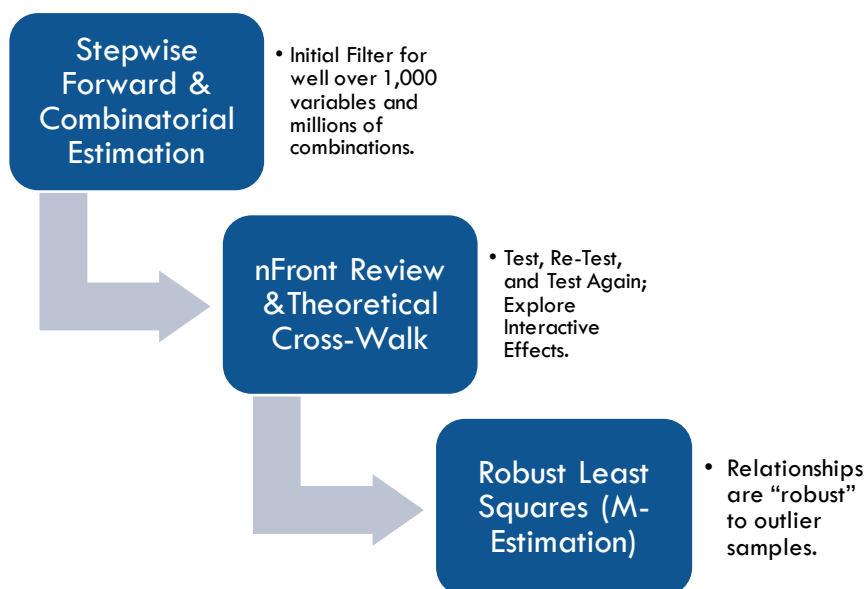 Stepwise
Forward &
Combinatorial
Estimation
• Initial Filter for
well over 1,000
variables and
millions of
combinations.
nFront Review
&Theoretical
Cross-Walk
• Test, Re-Test,
and Test Again;
Explore
Interactive
Effects.
Robust Least
Squares (M-
Estimation)
• Relationships
are “robust”
to outlier
samples.